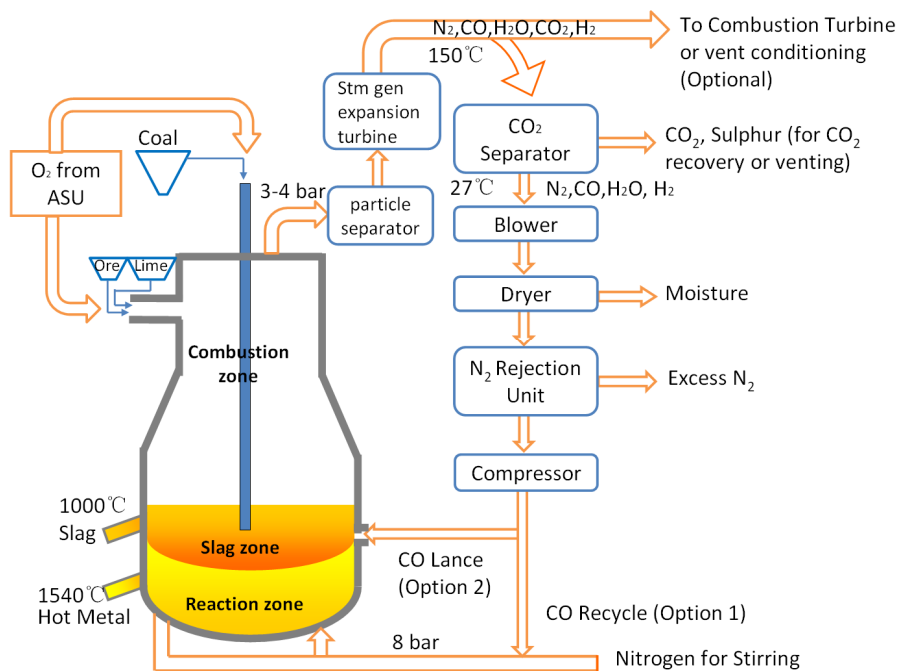 N₂,CO,H₂O,CO₂,H₂
150℃
To Combustion Turbine
or vent conditioning
(Optional)
Stm gen
expansion
turbine
Coal
O₂ from
ASU
CO₂
Separator
CO₂, Sulphur (for CO₂
recovery or venting)
3-4 bar
particle
separator
27℃
N₂,CO,H₂O, H₂
Blower
Ore
Lime
Dryer
Moisture
Combustion
zone
N₂ Rejection
Unit
Excess N₂
Compressor
1000℃
Slag
Slag zone
CO Lance
(Option 2)
1540℃
Hot Metal
Reaction zone
CO Recycle (Option 1)
8 bar
Nitrogen for Stirring